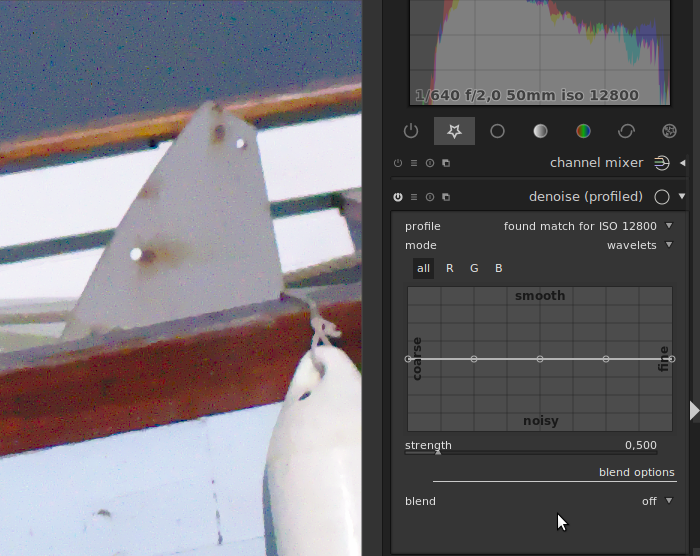 1/640 f/2,0 50mm iso 12800
channel mixer
denoise (profiled)
profile found match for ISO 12800
mode wavelets
all R G B
smooth
coarse
fine
noisy
strength 0,500
blend options
blend off